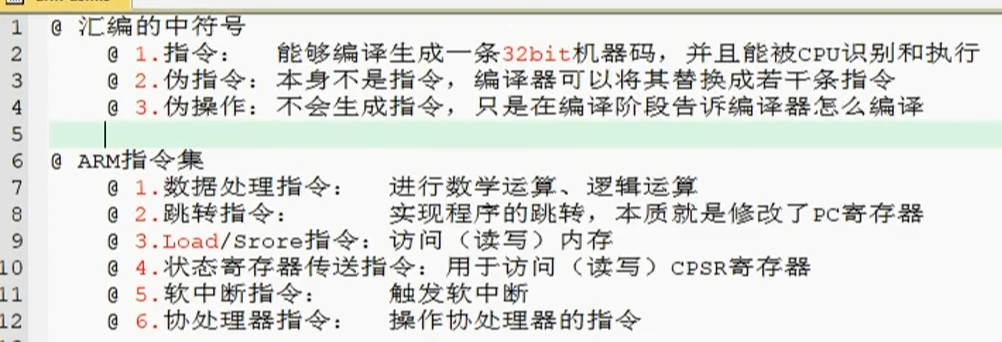 1 @ 汇编的中符号
2 @ 1.指令： 能够编译生成一条32bit机器码，并且能被CPU识别和执行
3 @ 2.伪指令：本身不是指令，编译器可以将其替换成若干条指令
4 @ 3.伪操作：不会生成指令，只是在编译阶段告诉编译器怎么编译
5
6 @ ARM指令集
7 @ 1.数据处理指令： 进行数学运算、逻辑运算
8 @ 2.跳转指令： 实现程序的跳转，本质就是修改了PC寄存器
9 @ 3.Load/Srore指令：访问（读写）内存
10 @ 4.状态寄存器传送指令：用于访问（读写）CPSR寄存器
11 @ 5.软中断指令： 触发软中断
12 @ 6.协处理器指令： 操作协处理器的指令